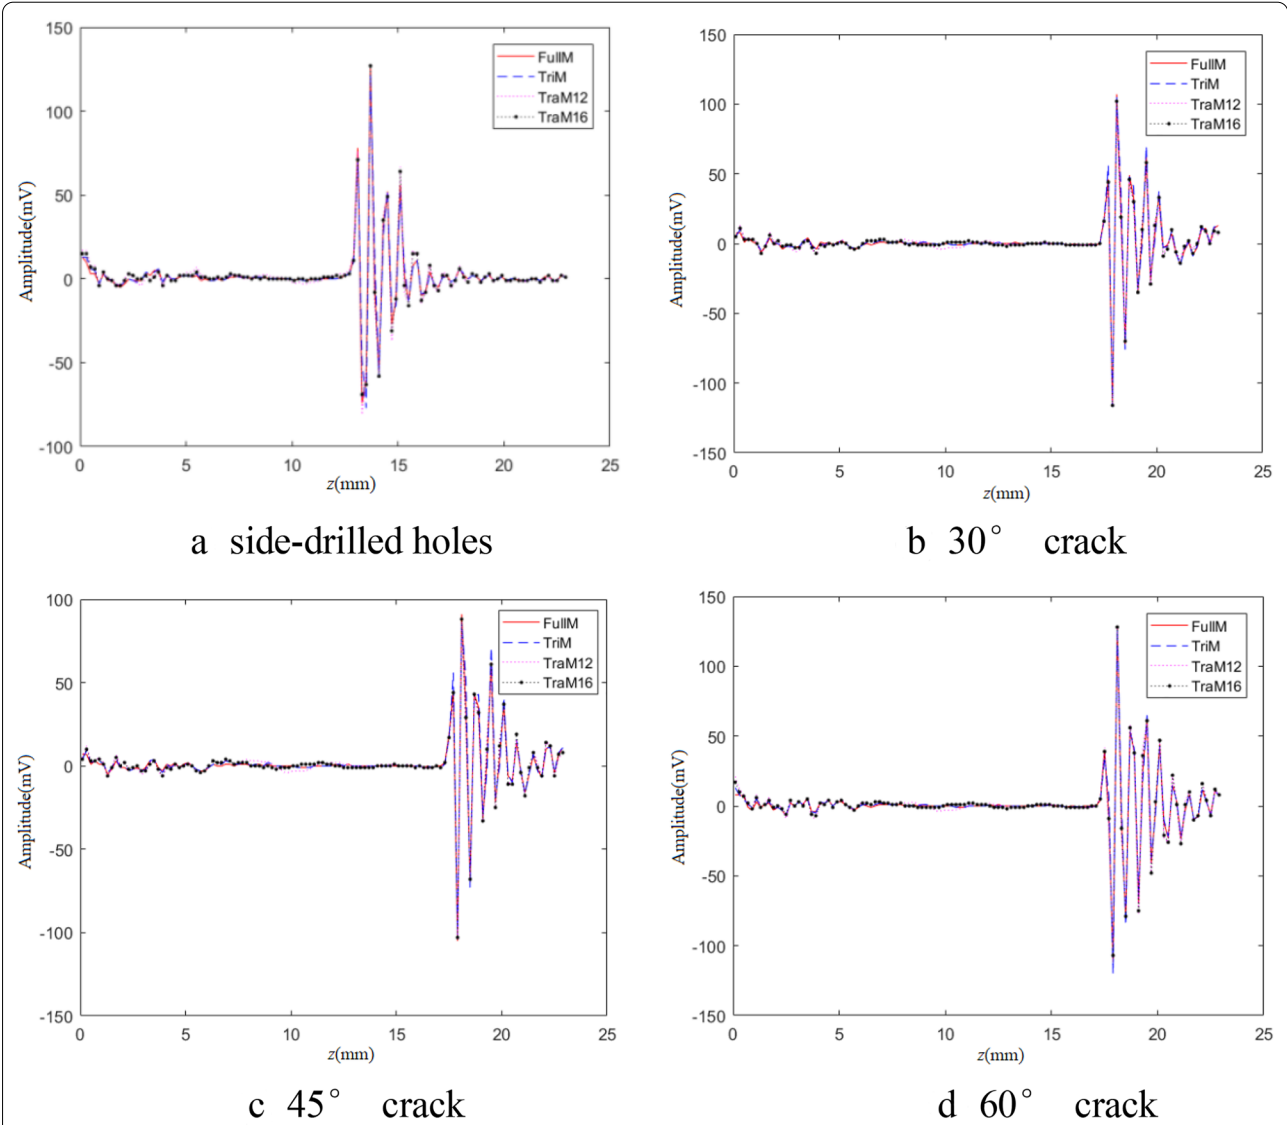 150
100
50
0
-50
-100
Amplitude(mV)
0 5 10 15 20 25
z(mm)
FullM
TriM
TraM12
TraM16
a side-drilled holes
150
100
50
0
-50
-100
-150
Amplitude(mV)
0 5 10 15 20 25
z(mm)
FullM
TriM
TraM12
TraM16
b 30° crack
100
50
0
-50
-100
-150
Amplitude(mV)
0 5 10 15 20 25
z(mm)
FullM
TriM
TraM12
TraM16
c 45° crack
150
100
50
0
-50
-100
-150
Amplitude(mV)
0 5 10 15 20 25
z(mm)
FullM
TriM
TraM12
TraM16
d 60° crack